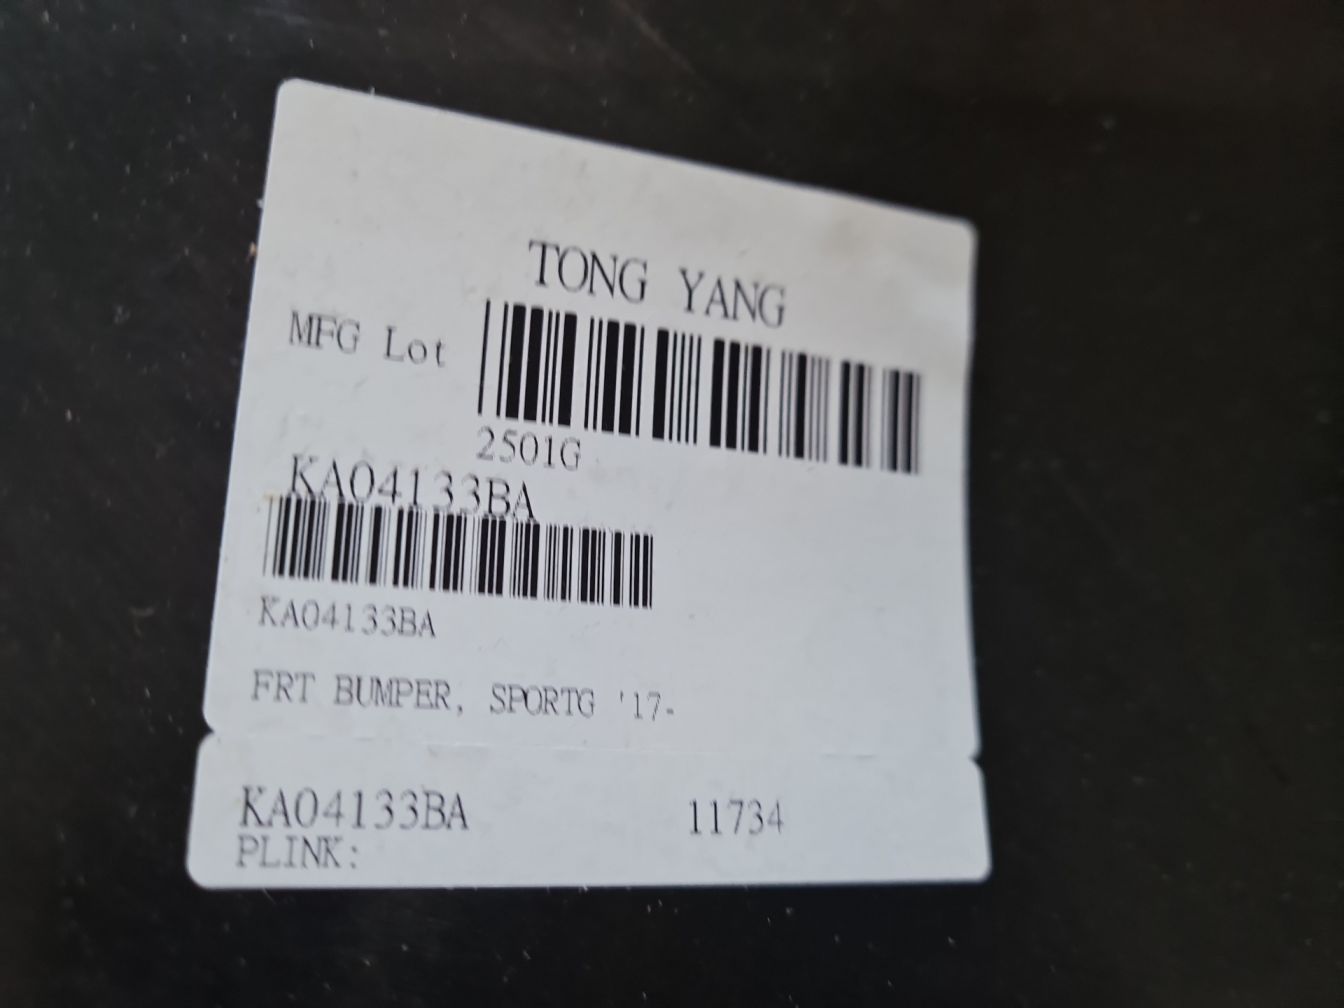 TONG YANG
MFG Lot
2501G
KA04133BA
KA04133BA
FRT BUMPER, SPORTG '17-
KA04133BA 11734
PLINK: